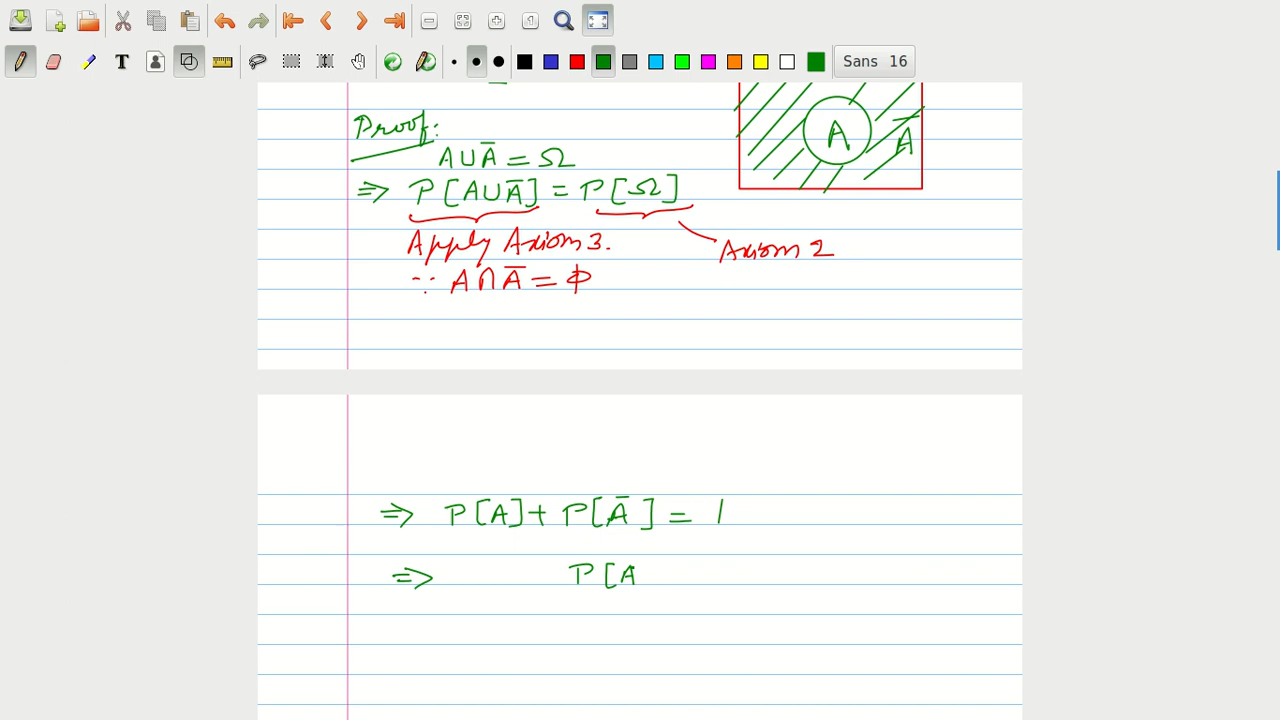 Sans 16
Proof:
A∪Ā = Ω
⇒ P[A∪Ā] = P[Ω]
Apply Axiom 3.
Axiom 2
∵ A∩Ā = Φ
A
Ā
⇒ P[A] + P[Ā] = 1
⇒ P[A